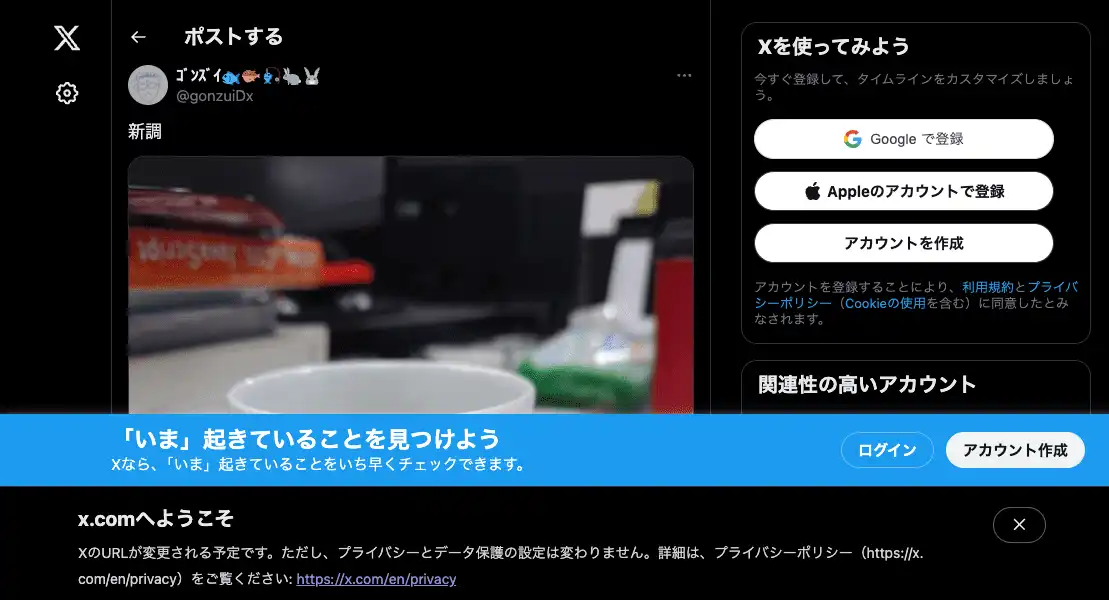 ポストする
ｺﾞﾝｽﾞｲ🐟🐡🎣🐇🐰
@gonzuiDx
新調
Xを使ってみよう
今すぐ登録して、タイムラインをカスタマイズしましょ
う。
Google で登録
Appleのアカウントで登録
アカウントを作成
アカウントを登録することにより、利用規約とプライバ
シーポリシー（Cookieの使用を含む）に同意したとみ
なされます。
関連性の高いアカウント
「いま」起きていることを見つけよう
Xなら、「いま」起きていることをいち早くチェックできます。
ログイン
アカウント作成
x.comへようこそ
XのURLが変更される予定です。ただし、プライバシーとデータ保護の設定は変わりません。詳細は、プライバシーポリシー（https://x.
com/en/privacy）をご覧ください: https://x.com/en/privacy